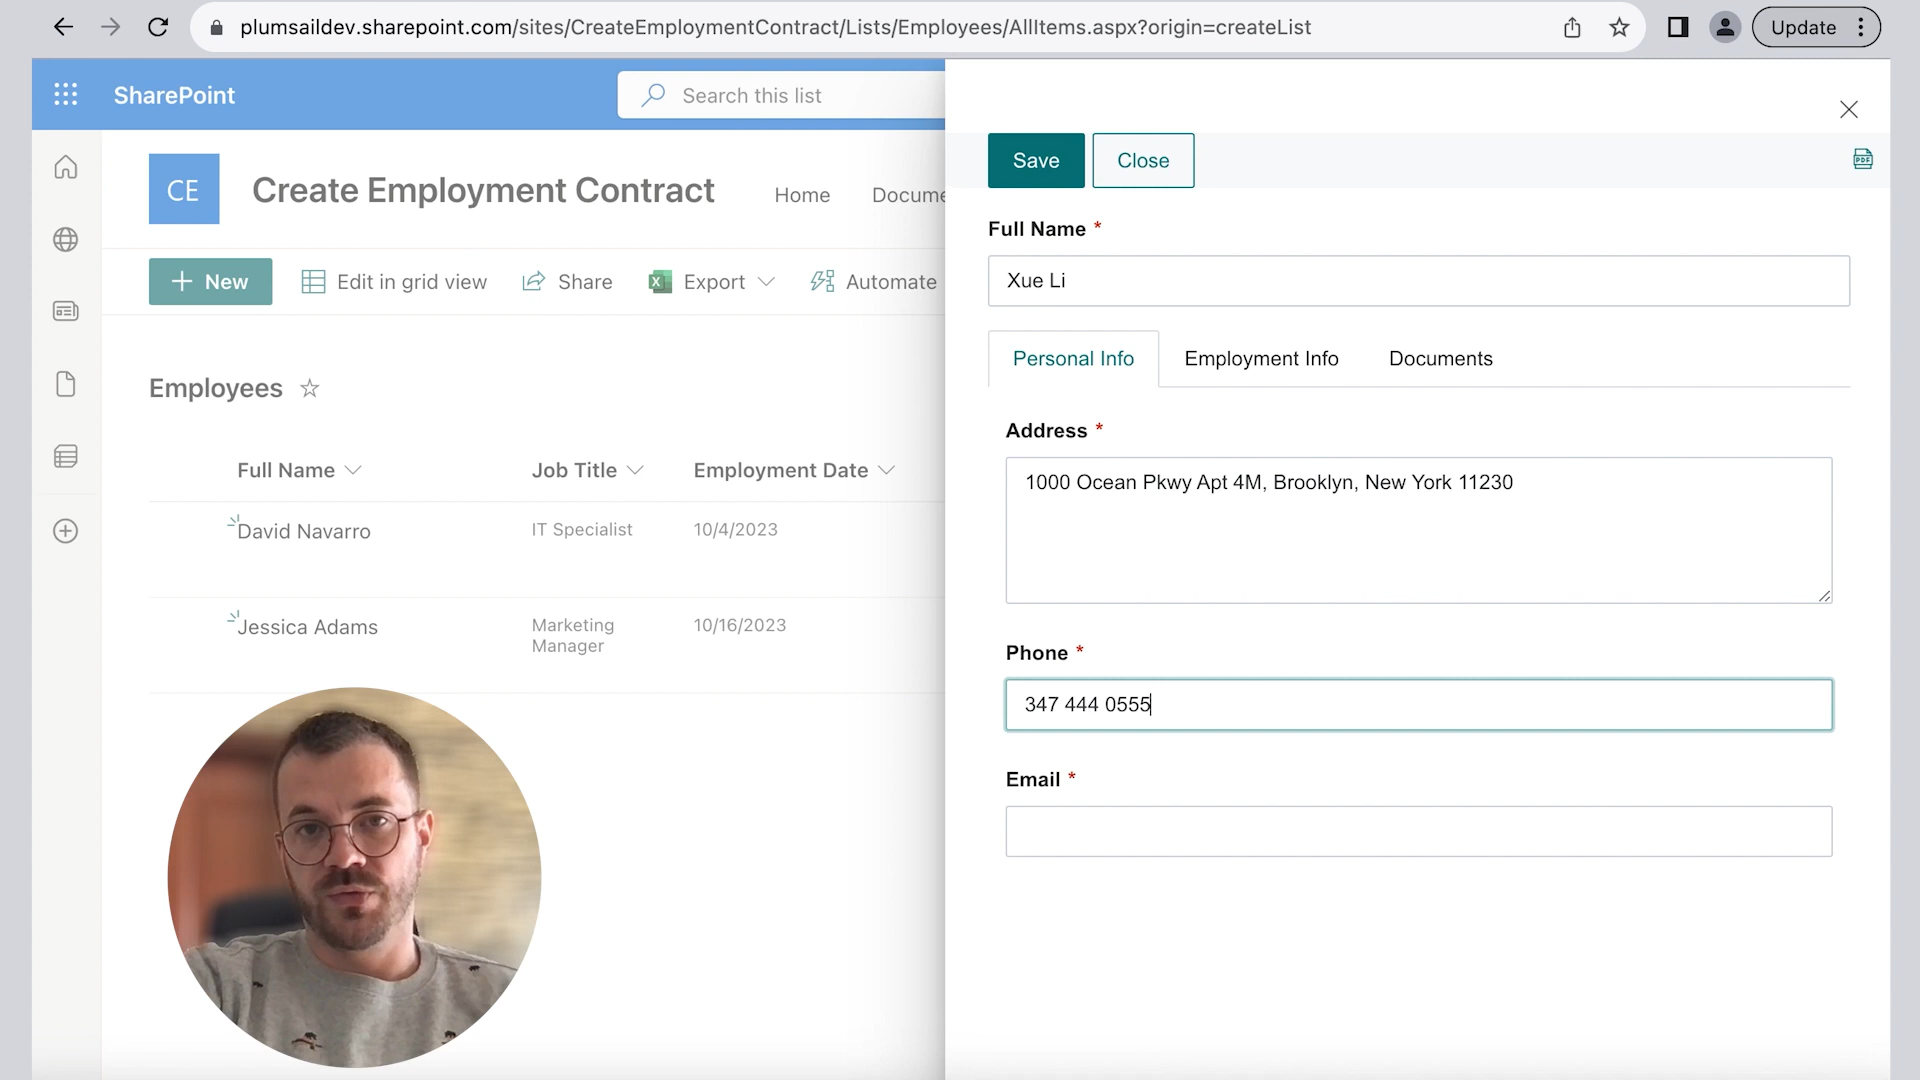 plumsaildev.sharepoint.com/sites/CreateEmploymentContract/Lists/Employees/AllItems.aspx?origin=createList
Update
SharePoint
Search this list
CE
Create Employment Contract
Home
Docume
New
Edit in grid view
Share
Export
Automate
Employees
Full Name
Job Title
Employment Date
David Navarro
IT Specialist
10/4/2023
Jessica Adams
Marketing
Manager
10/16/2023
Save
Close
PDF
Full Name *
Xue Li
Personal Info
Employment Info
Documents
Address *
1000 Ocean Pkwy Apt 4M, Brooklyn, New York 11230
Phone *
347 444 0555
Email *